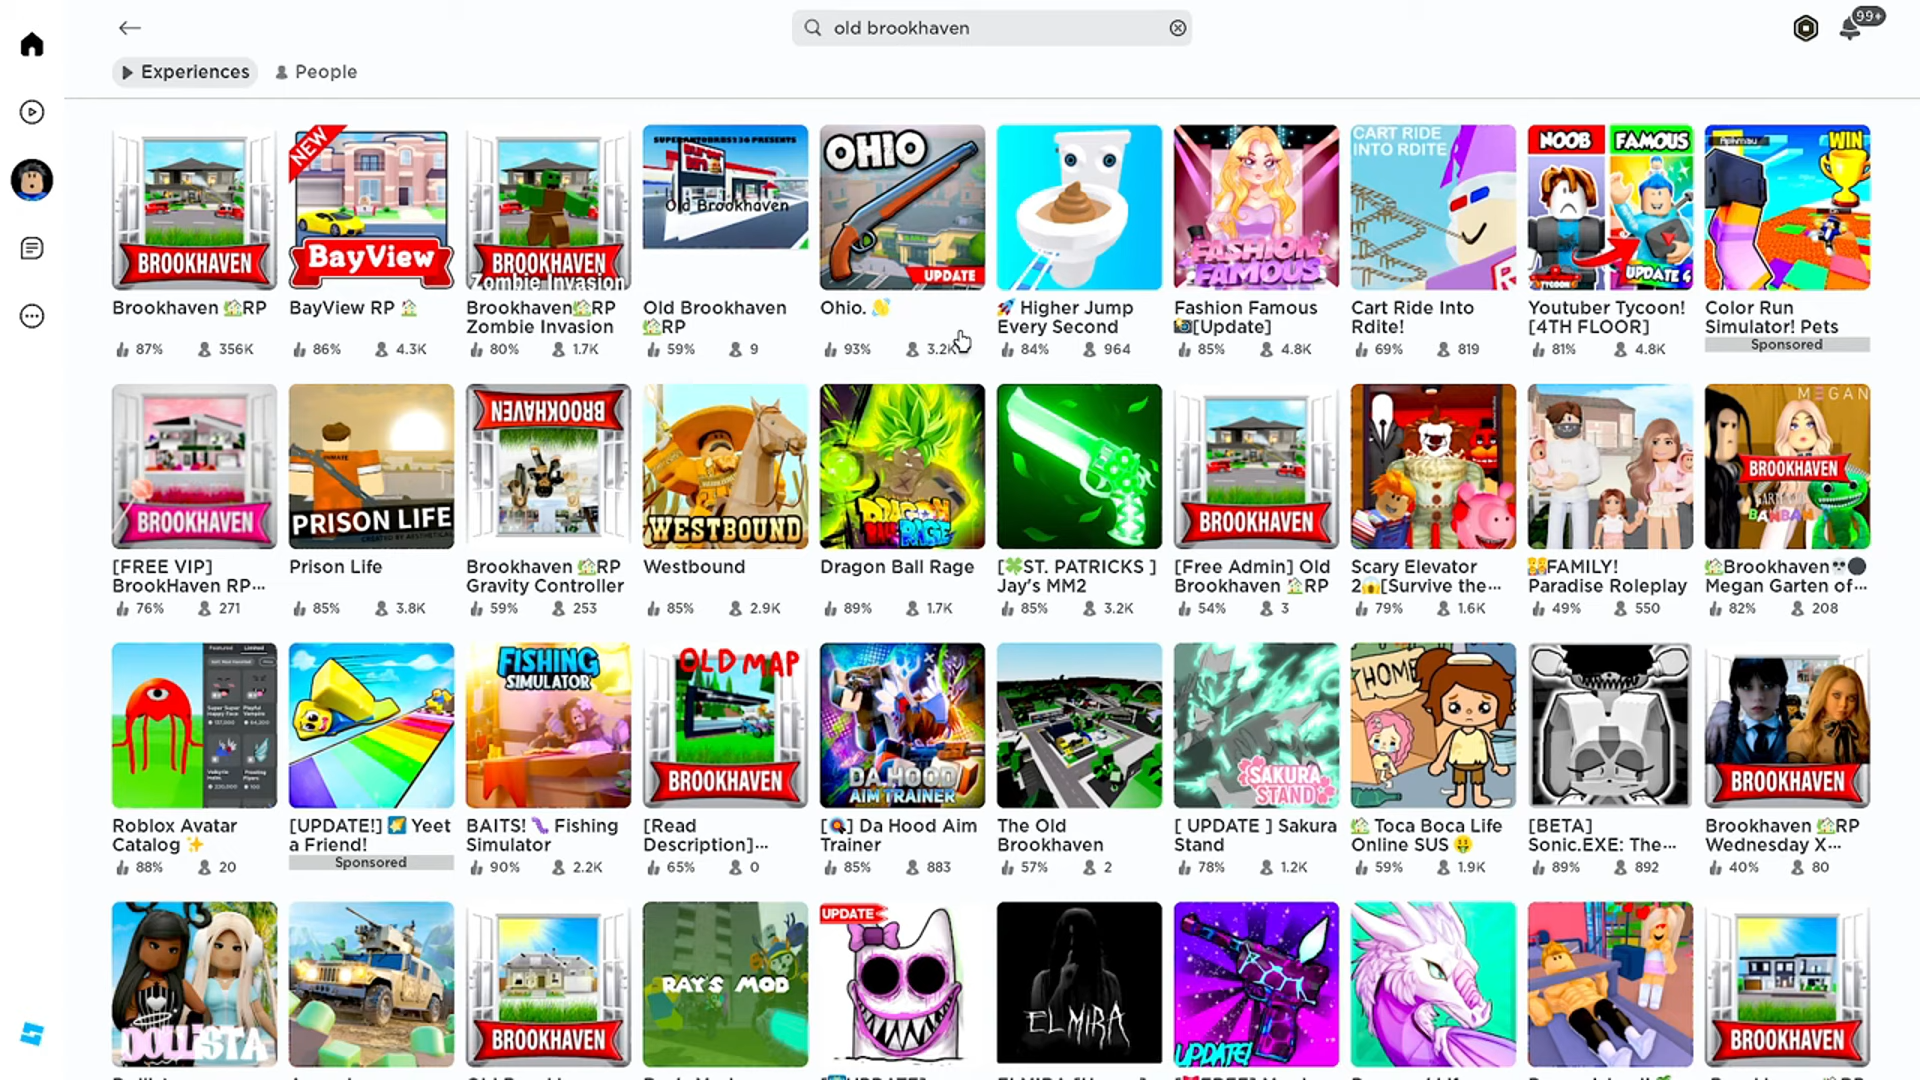 old brookhaven
99+
Experiences
People
NEW
BROOKHAVEN
BayView
BROOKHAVEN
Zombie Invasion
Old Brookhaven
OHIO
UPDATE
FASHION
FAMOUS
CART RIDE
INTO RDITE
NOOB
FAMOUS
UPDATE 4
WIN
Brookhaven RP
BayView RP
Brookhaven RP
Zombie Invasion
Old Brookhaven
RP
Ohio.
Higher Jump
Every Second
Fashion Famous
[Update]
Cart Ride Into
Rdite!
Youtuber Tycoon!
[4TH FLOOR]
Color Run
Simulator! Pets
87% 356K
86% 4.3K
80% 1.7K
59% 9
93% 3.2K
84% 964
85% 4.8K
69% 819
81% 4.8K
Sponsored
BROOKHAVEN
INMATE
PRISON LIFE
BROOKHAVEN
WESTBOUND
DRAGON
RAGE
BROOKHAVEN
MEGAN
BROOKHAVEN
BANBAN
[FREE VIP]
BrookHaven RP...
Prison Life
Brookhaven RP
Gravity Controller
Westbound
Dragon Ball Rage
[ ST. PATRICKS ]
Jay's MM2
[Free Admin] Old
Brookhaven RP
Scary Elevator
2 [Survive the...
FAMILY!
Paradise Roleplay
Brookhaven
Megan Garten of...
76% 271
85% 3.8K
59% 253
85% 2.9K
89% 1.7K
85% 3.2K
54% 3
79% 1.6K
49% 550
82% 208
Featured Limited
FISHING
SIMULATOR
OLD MAP
BROOKHAVEN
DA HOOD
AIM TRAINER
SAKURA
STAND
HOME
BROOKHAVEN
Roblox Avatar
Catalog
[UPDATE!] Yeet
a Friend!
BAITS! Fishing
Simulator
[Read
Description]...
[ ] Da Hood Aim
Trainer
The Old
Brookhaven
[ UPDATE ] Sakura
Stand
Toca Boca Life
Online SUS
[BETA]
Sonic.EXE: The...
Brookhaven RP
Wednesday X...
88% 20
Sponsored
90% 2.2K
65% 0
85% 883
57% 2
78% 1.2K
59% 1.9K
89% 892
40% 80
DOLLISTA
BROOKHAVEN
RAY'S MOD
UPDATE
ELMIRA
UPDATE!
BROOKHAVEN